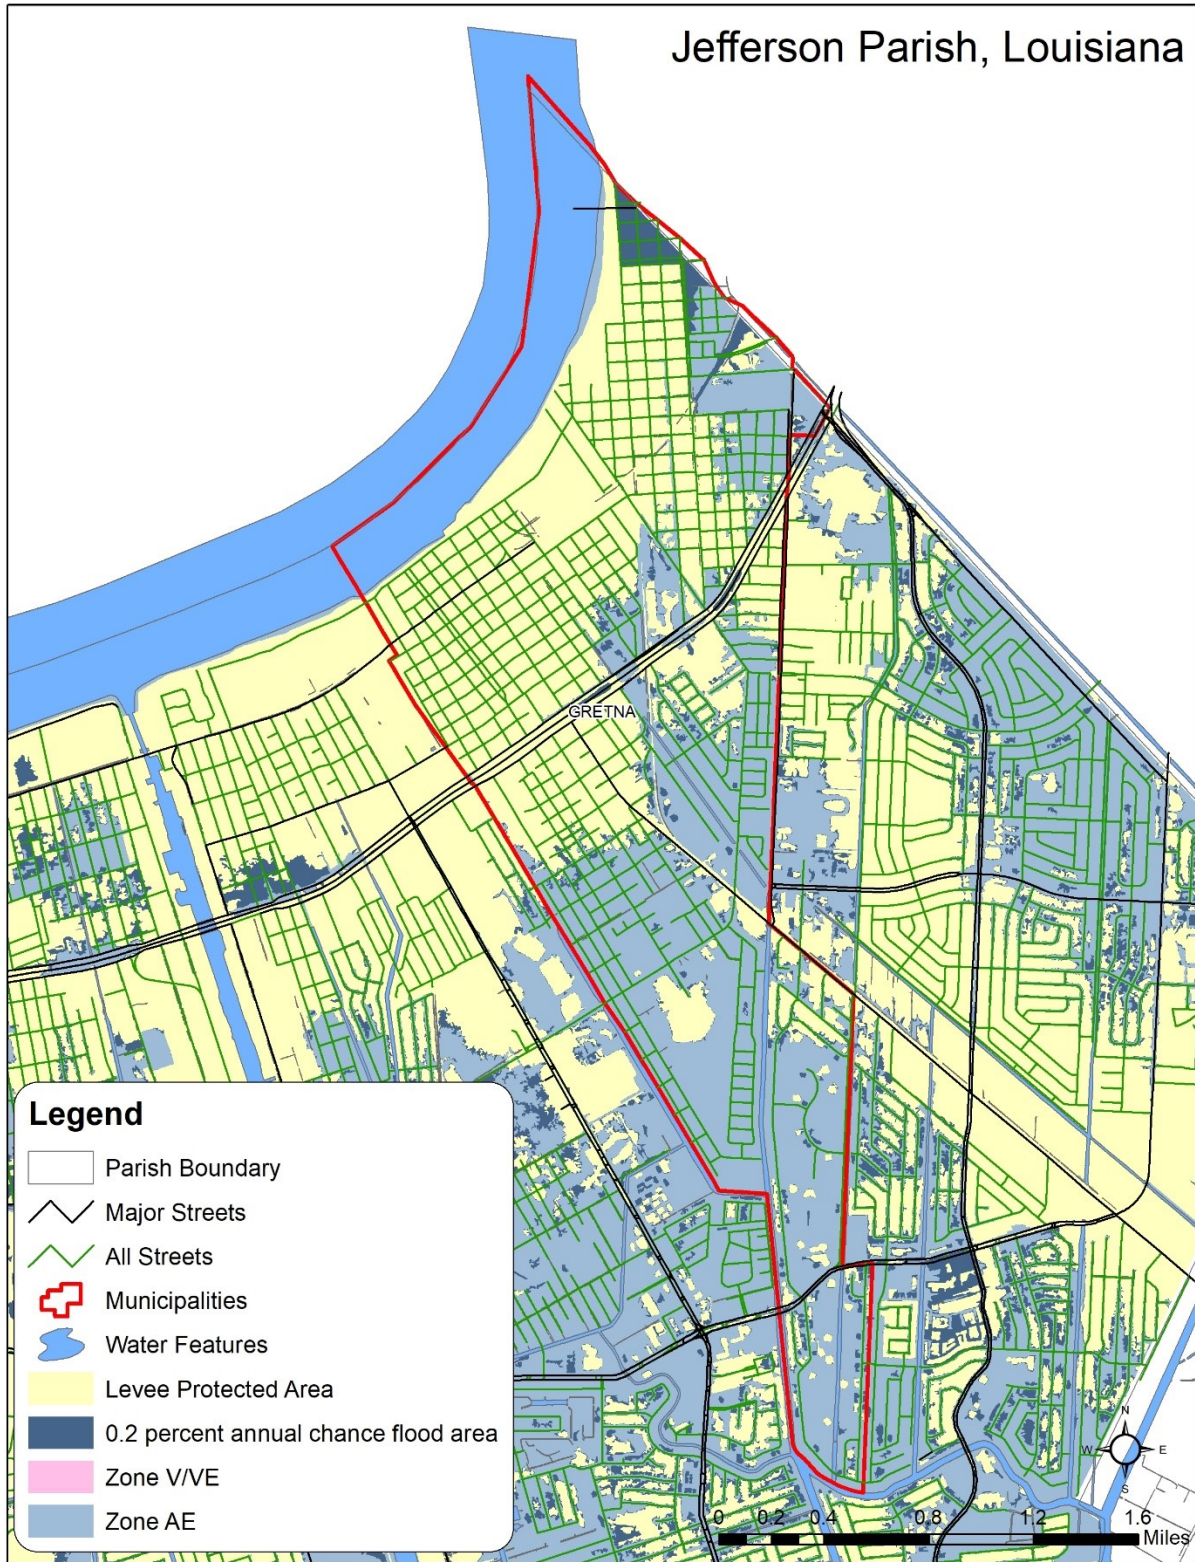 Jefferson Parish, Louisiana
GRETNA
Legend
Parish Boundary
Major Streets
All Streets
Municipalities
Water Features
Levee Protected Area
0.2 percent annual chance flood area
Zone V/VE
Zone AE
N
W E
S
0 0.2 0.4 0.8 1.2 1.6
Miles